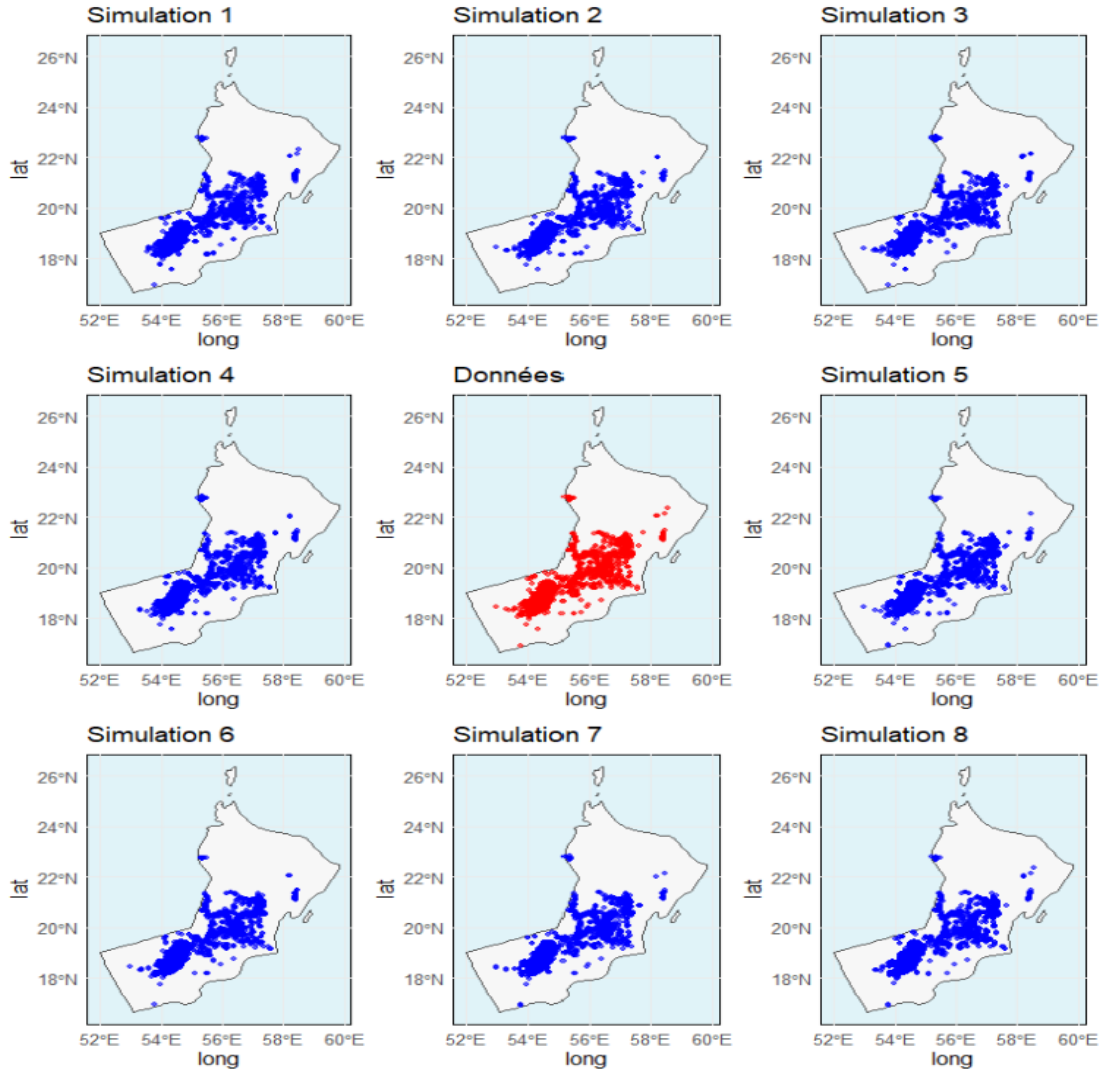 Simulation 1 Simulation 2 Simulation 3
26°N 26°N 26°N
24°N 24°N 24°N
22°N 22°N 22°N
lat lat lat
20°N 20°N 20°N
18°N 18°N 18°N
52°E 54°E 56°E 58°E 60°E 52°E 54°E 56°E 58°E 60°E 52°E 54°E 56°E 58°E 60°E
long long long
Simulation 4 Données Simulation 5
26°N 26°N 26°N
24°N 24°N 24°N
22°N 22°N 22°N
lat lat lat
20°N 20°N 20°N
18°N 18°N 18°N
52°E 54°E 56°E 58°E 60°E 52°E 54°E 56°E 58°E 60°E 52°E 54°E 56°E 58°E 60°E
long long long
Simulation 6 Simulation 7 Simulation 8
26°N 26°N 26°N
24°N 24°N 24°N
22°N 22°N 22°N
lat lat lat
20°N 20°N 20°N
18°N 18°N 18°N
52°E 54°E 56°E 58°E 60°E 52°E 54°E 56°E 58°E 60°E 52°E 54°E 56°E 58°E 60°E
long long long